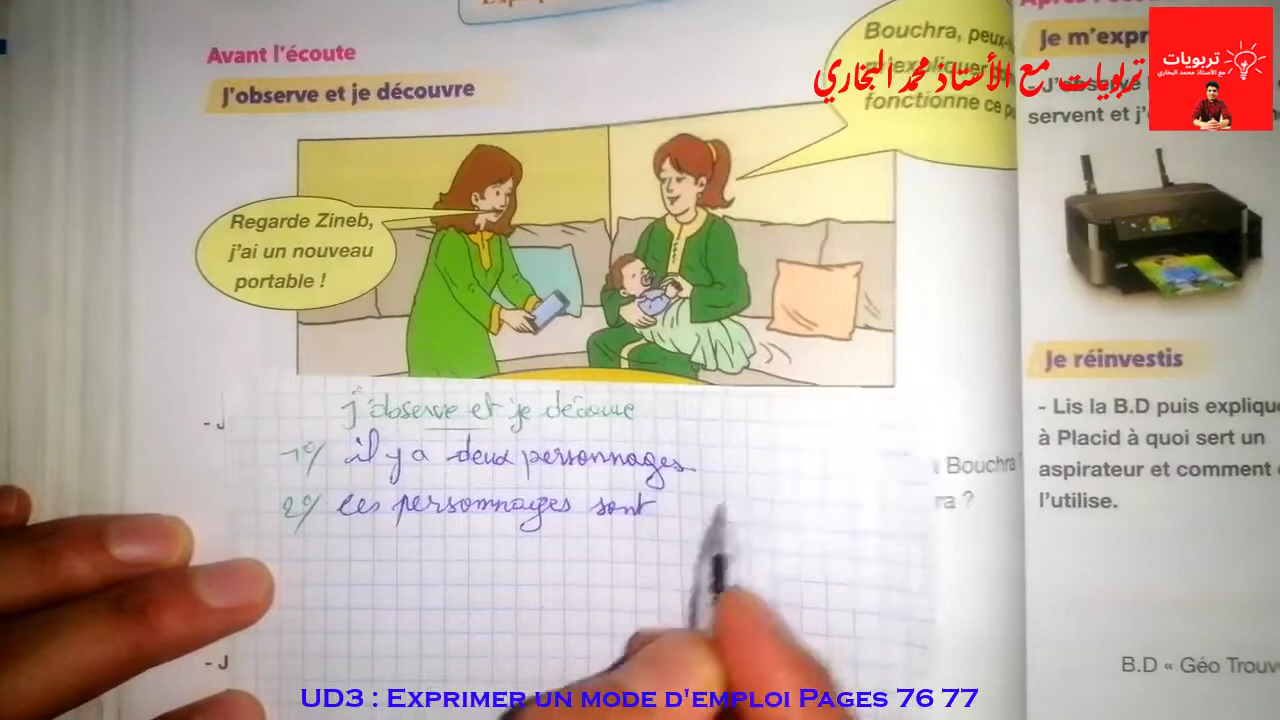 Avant l'écoute
J'observe et je découvre
Bouchra, peux-
m'expliquer
fonctionne ce
Regarde Zineb,
j'ai un nouveau
portable !
Je m'expr
- J'observe
servent et j'
تربويات مع الأستاذ محمد البخاري
تربويات
مع الأستاذ محمد البخاري
- J
j'observe et je découvre
1°/ il y a deux personnages
2°/ Les personnages sont
Bouchra
ra ?
Je réinvestis
- Lis la B.D puis explique
à Placid à quoi sert un
aspirateur et comment
l'utilise.
- J
B.D « Géo Trouv
UD3 : Exprimer un mode d'emploi Pages 76 77